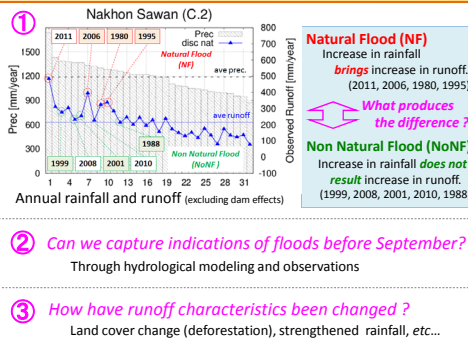 ①
Nakhon Sawan (C.2)
Prec
disc nat
2011
2006
1980
1995
Natural Flood
(NF)
ave prec.
ave runoff
1988
Non Natural Flood
(NoNF)
1999
2008
2001
2010
Prec [mm/year]
1500
1200
900
600
300
0
Observed Runoff [mm/year]
800
700
600
500
400
300
200
100
0
-100
1 4 7 10 13 16 19 22 25 28 31
Annual rainfall and runoff (excluding dam effects)
Natural Flood (NF)
Increase in rainfall
brings increase in runoff.
(2011, 2006, 1980, 1995)
What produces
the difference ?
Non Natural Flood (NoNF)
Increase in rainfall does not
result increase in runoff.
(1999, 2008, 2001, 2010, 1988
② Can we capture indications of floods before September?
Through hydrological modeling and observations
③ How have runoff characteristics been changed ?
Land cover change (deforestation), strengthened rainfall, etc…